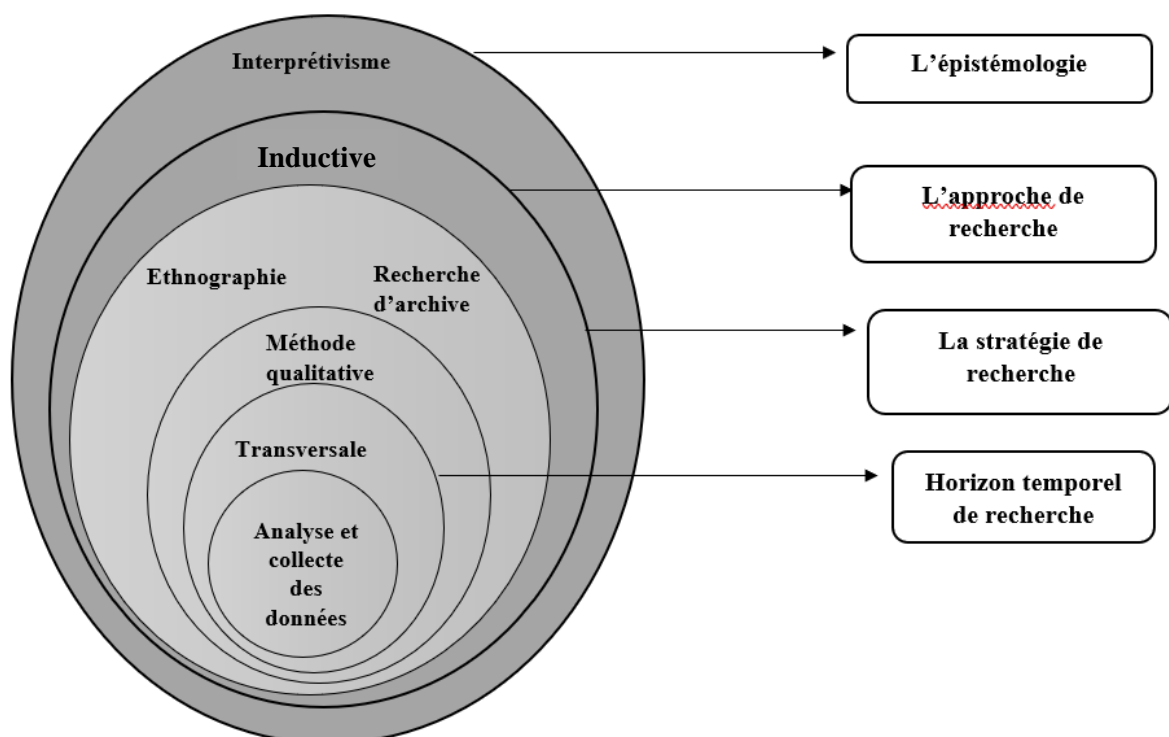 Interprétivisme
L’épistémologie
Inductive
L’approche de
recherche
Ethnographie
Recherche
d’archive
Méthode
qualitative
La stratégie de
recherche
Transversale
Horizon temporel
de recherche
Analyse et
collecte
des
données